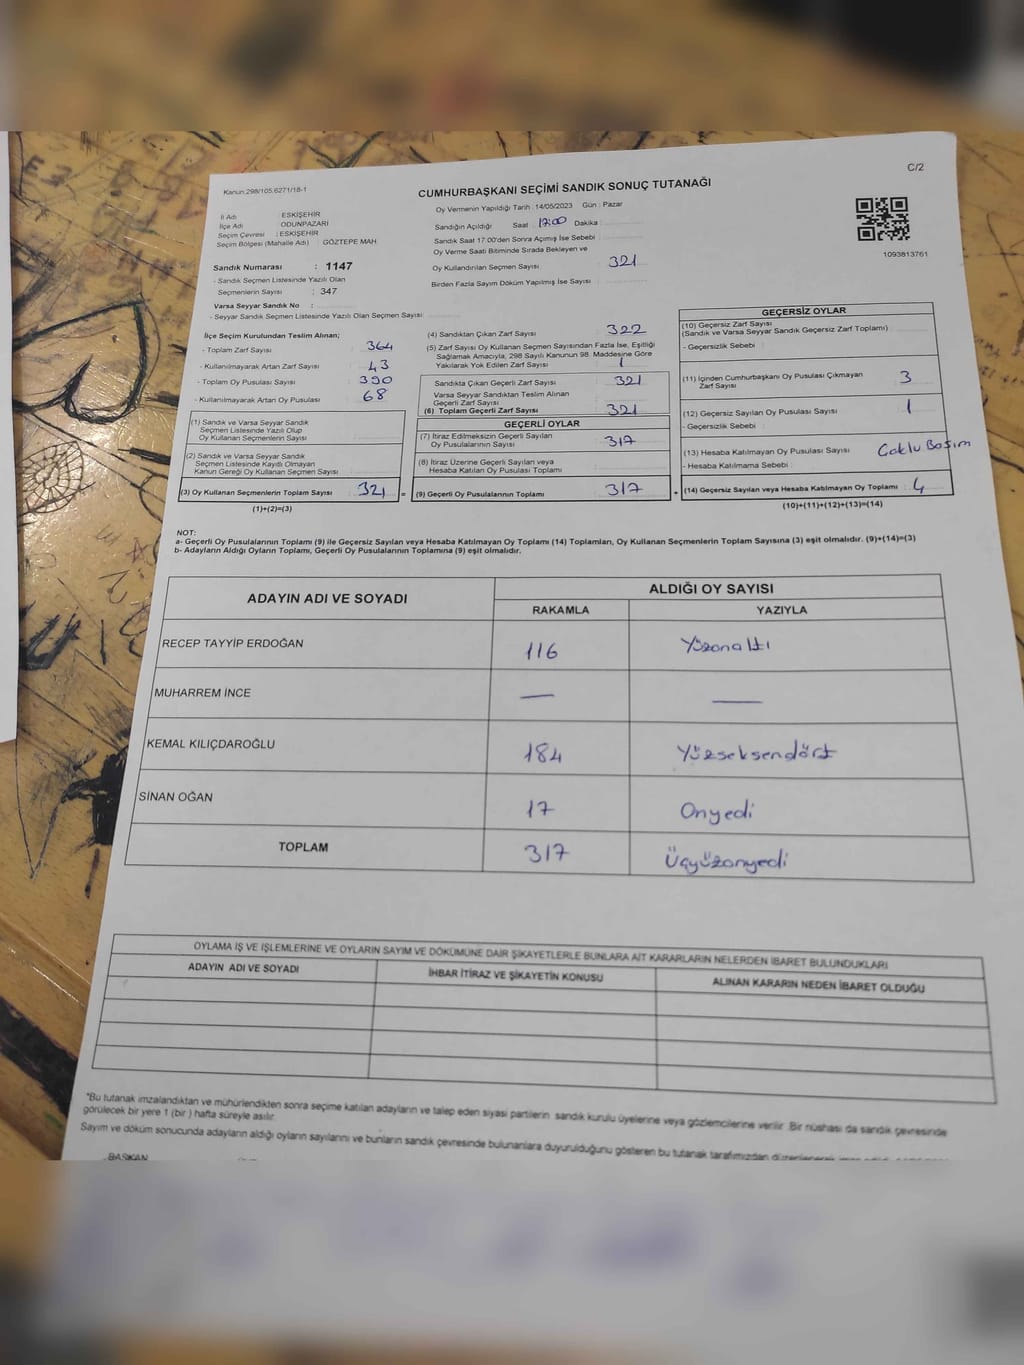 C/2
Kanun.298/105,6271/18-1
CUMHURBAŞKANI SEÇİMİ SANDIK SONUÇ TUTANAĞI
İl Adı : ESKİŞEHİR
İlçe Adı ODUNPAZARI
Seçim Çevresi : ESKİŞEHİR
Seçim Bölgesi (Mahalle Adı) GÖZTEPE MAH.
Oy Vermenin Yapıldığı Tarih : 14/05/2023 Gün : Pazar
Sandığın Açıldığı Saat 17:00 Dakika :
Sandık Saat 17:00'den Sonra Açımış İse Sebebi :
Oy Verme Saati Bitiminde Sırada Bekleyen ve
Oy Kullandırılan Seçmen Sayısı : 321
Birden Fazla Sayım Döküm Yapılmış İse Sayısı :
1093813761
Sandık Numarası : 1147
- Sandık Seçmen Listesinde Yazılı Olan
Seçmenlerin Sayısı : 347
Varsa Seyyar Sandık No :
- Seyyar Sandık Seçmen Listesinde Yazılı Olan Seçmen Sayısı:
İlçe Seçim Kurulundan Teslim Alınan;
- Toplam Zarf Sayısı : 364
- Kullanılmayarak Artan Zarf Sayısı : 43
- Toplam Oy Pusulası Sayısı : 390
- Kullanılmayarak Artan Oy Pusulası : 68
(1) Sandık ve Varsa Seyyar Sandık
Seçmen Listesinde Yazılı Olup
Oy Kullanan Seçmenlerin Sayısı :
(2) Sandık ve Varsa Seyyar Sandık
Seçmen Listesinde Kayıtlı Olmayan
Kanun Gereği Oy Kullanan Seçmen Sayısı :
(3) Oy Kullanan Seçmenlerin Toplam Sayısı : 321 =
(1)+(2)=(3)
(4) Sandıktan Çıkan Zarf Sayısı : 322
(5) Zarf Sayısı Oy Kullanan Seçmen Sayısından Fazla İse, Eşitliği
Sağlamak Amacıyla, 298 Sayılı Kanunun 98. Maddesine Göre
Yakılarak Yok Edilen Zarf Sayısı : 1
Sandıkta Çıkan Geçerli Zarf Sayısı : 321
Varsa Seyyar Sandıktan Teslim Alınan
Geçerli Zarf Sayısı :
(6) Toplam Geçerli Zarf Sayısı : 321
GEÇERLİ OYLAR
(7) İtiraz Edilmeksizin Geçerli Sayılan
Oy Pusulalarının Sayısı : 317
(8) İtiraz Üzerine Geçerli Sayılan veya
Hesaba Katılan Oy Pusulası Toplamı :
(9) Geçerli Oy Pusulalarının Toplamı : 317 +
GEÇERSİZ OYLAR
(10) Geçersiz Zarf Sayısı
(Sandık ve Varsa Seyyar Sandık Geçersiz Zarf Toplamı) :
- Geçersizlik Sebebi :
(11) İçinden Cumhurbaşkanı Oy Pusulası Çıkmayan
Zarf Sayısı : 3
(12) Geçersiz Sayılan Oy Pusulası Sayısı : 1
- Geçersizlik Sebebi :
(13) Hesaba Katılmayan Oy Pusulası Sayısı : Çoklu Basım
- Hesaba Katılmama Sebebi :
(14) Geçersiz Sayılan veya Hesaba Katılmayan Oy Toplamı : 4
(10)+(11)+(12)+(13)=(14)
NOT:
a- Geçerli Oy Pusulalarının Toplamı (9) ile Geçersiz Sayılan veya Hesaba Katılmayan Oy Toplamı (14) Toplamları, Oy Kullanan Seçmenlerin Toplam Sayısına (3) eşit olmalıdır. (9)+(14)=(3)
b- Adayların Aldığı Oyların Toplamı, Geçerli Oy Pusulalarının Toplamına (9) eşit olmalıdır.
ADAYIN ADI VE SOYADI
ALDIĞI OY SAYISI
RAKAMLA YAZIYLA
RECEP TAYYİP ERDOĞAN 116 Yüzonaltı
MUHARREM İNCE — —
KEMAL KILIÇDAROĞLU 184 Yüzseksendört
SİNAN OĞAN 17 Onyedi
TOPLAM 317 Üçyüzonyedi
OYLAMA İŞ VE İŞLEMLERİNE VE OYLARIN SAYIM VE DÖKÜMÜNE DAİR ŞİKAYETLERLE BUNLARA AİT KARARLARIN NELERDEN İBARET BULUNDUKLARI
ADAYIN ADI VE SOYADI İHBAR İTİRAZ VE ŞİKAYETİN KONUSU ALINAN KARARIN NEDEN İBARET OLDUĞU
*Bu tutanak imzalandıktan ve mühürlendikten sonra seçime katılan adayların ve talep eden siyasi partilerin sandık kurulu üyelerine veya gözlemcilerine verilir. Bir nüshası da sandık çevresinde
görülecek bir yere 1 (bir ) hafta süreyle asılır.
Sayım ve döküm sonucunda adayların aldığı oyların sayılarını ve bunların sandık çevresinde bulunanlara duyurulduğunu gösteren bu tutanak tarafımızdan
BAŞKAN